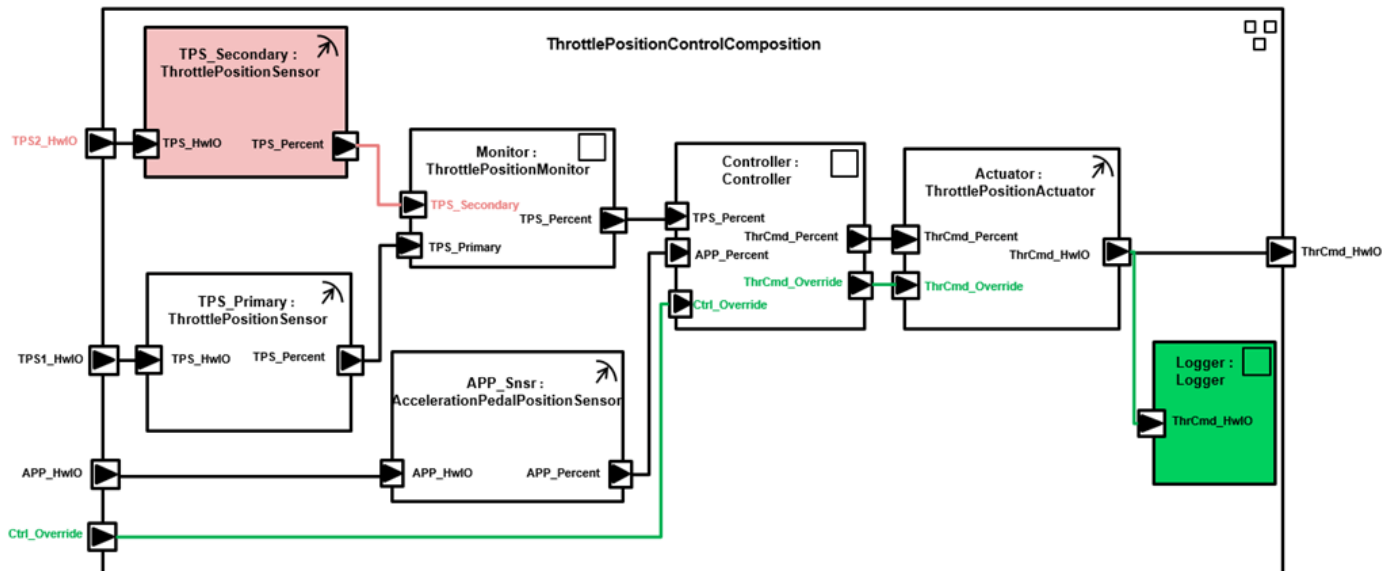 ThrottlePositionControlComposition
TPS_Secondary :
ThrottlePositionSensor
TPS2_HwIO
TPS_HwIO
TPS_Percent
Monitor :
ThrottlePositionMonitor
TPS_Secondary
TPS_Percent
TPS_Primary
Controller :
Controller
TPS_Percent
ThrCmd_Percent
APP_Percent
ThrCmd_Override
Ctrl_Override
Actuator :
ThrottlePositionActuator
ThrCmd_Percent
ThrCmd_HwIO
ThrCmd_Override
ThrCmd_HwIO
TPS_Primary :
ThrottlePositionSensor
TPS1_HwIO
TPS_HwIO
TPS_Percent
APP_Snsr :
AccelerationPedalPositionSensor
APP_HwIO
APP_HwIO
APP_Percent
Logger :
Logger
ThrCmd_HwIO
Ctrl_Override